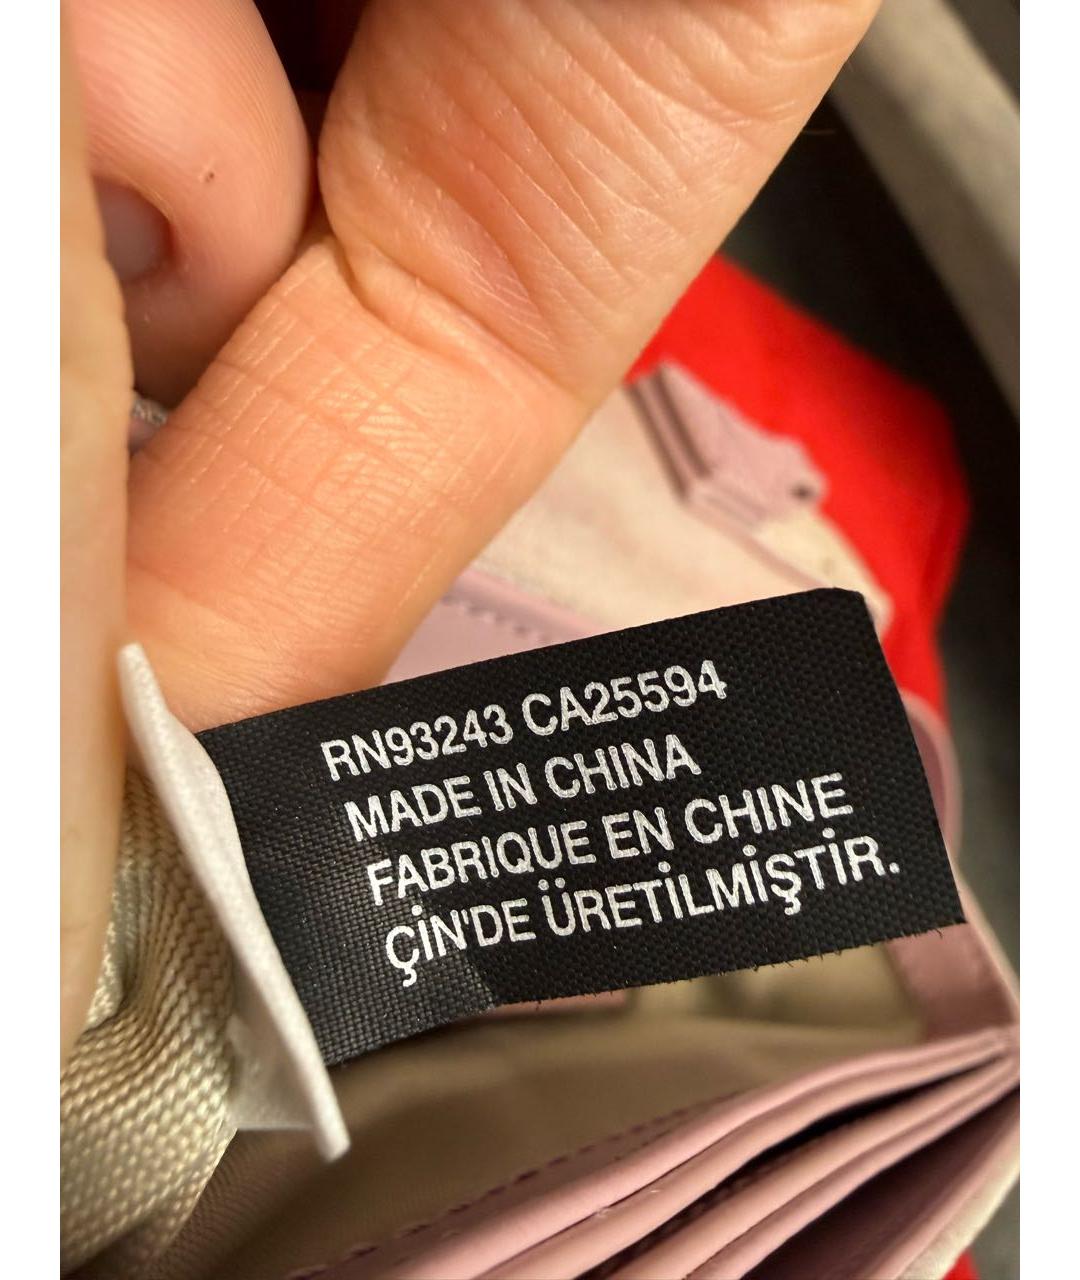 RN93243 CA25594
MADE IN CHINA
FABRIQUE EN CHINE
ÇİN'DE ÜRETİLMİŞTİR.